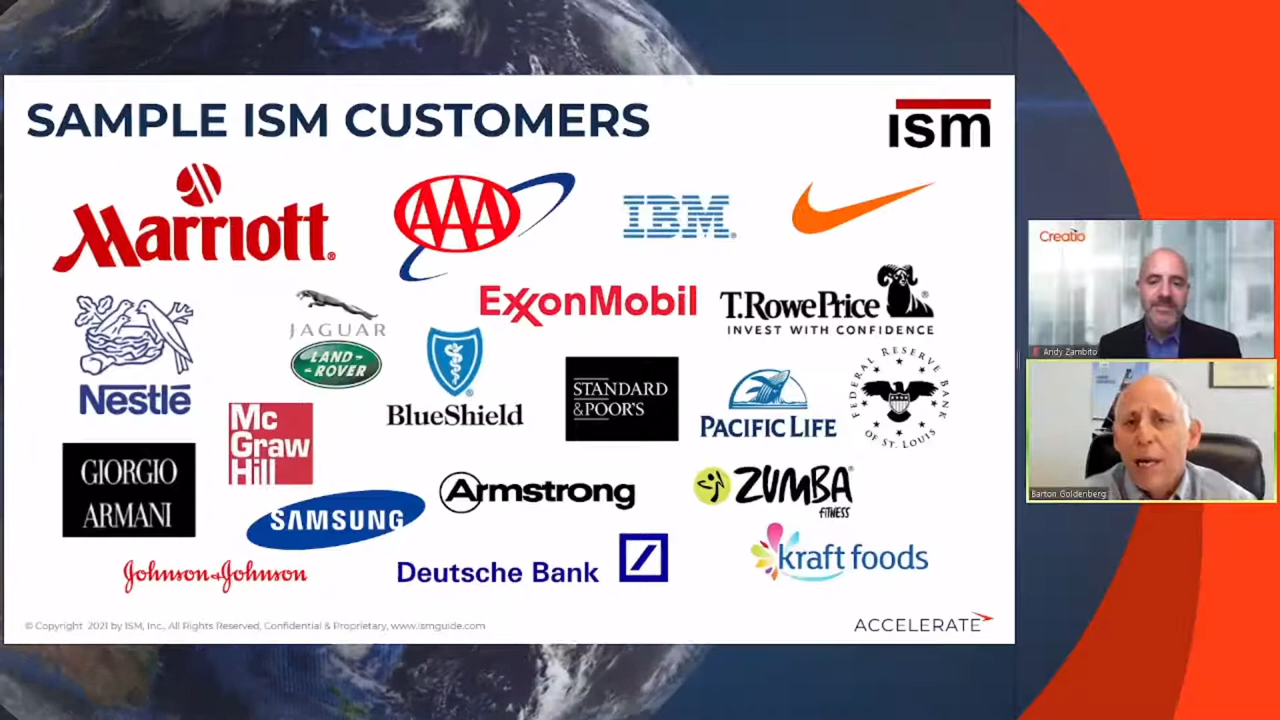 SAMPLE ISM CUSTOMERS
ism
Marriott®
AAA
IBM®
Nestlé
JAGUAR
LAND-
ROVER
ExxonMobil
T.RowePrice®
INVEST WITH CONFIDENCE
BlueShield®
STANDARD
&POOR'S
PACIFIC LIFE
FEDERAL RESERVE BANK
OF ST. LOUIS
Mc
Graw
Hill
GIORGIO
ARMANI
SAMSUNG
Armstrong
ZUMBA®
FITNESS
Johnson&Johnson
Deutsche Bank
kraft foods
© Copyright 2021 by ISM, Inc., All Rights Reserved, Confidential & Proprietary, www.ismguide.com
ACCELERATE
Creatio
Andy Zambito
Barton Goldenberg